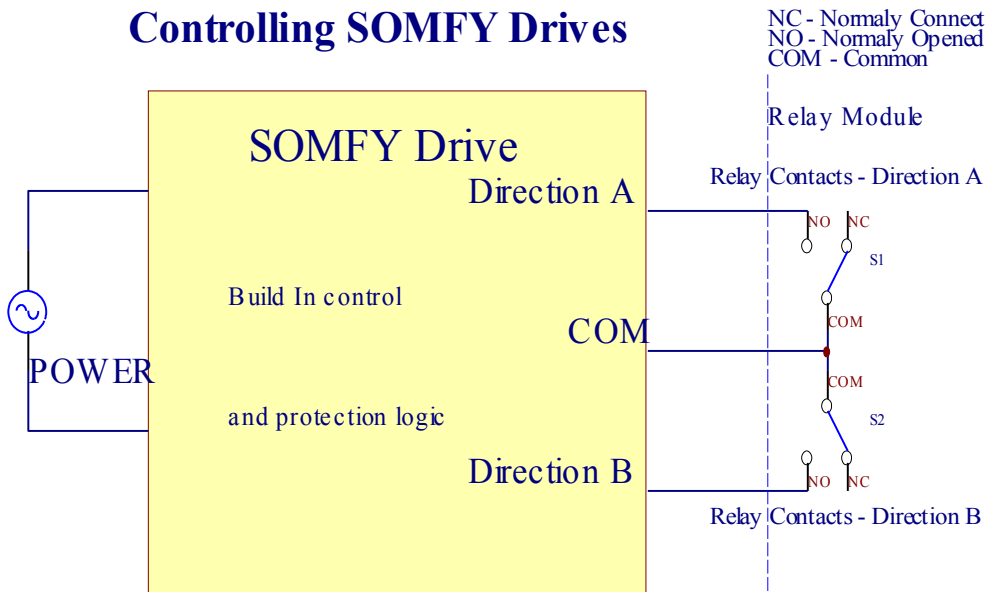 Controlling SOMFY Drives
NC - Normaly Connect
NO - Normaly Opened
COM - Common
Relay Module
SOMFY Drive
Relay Contacts - Direction A
Direction A
NO
NC
S1
Build In control
COM
COM
POWER
COM
and protection logic
S2
Direction B
NO
NC
Relay Contacts - Direction B